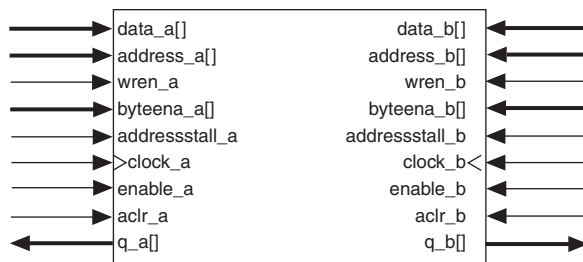 data_a[] data_b[]
address_a[] address_b[]
wren_a wren_b
byteena_a[] byteena_b[]
addressstall_a addressstall_b
clock_a clock_b
enable_a enable_b
aclr_a aclr_b
q_a[] q_b[]